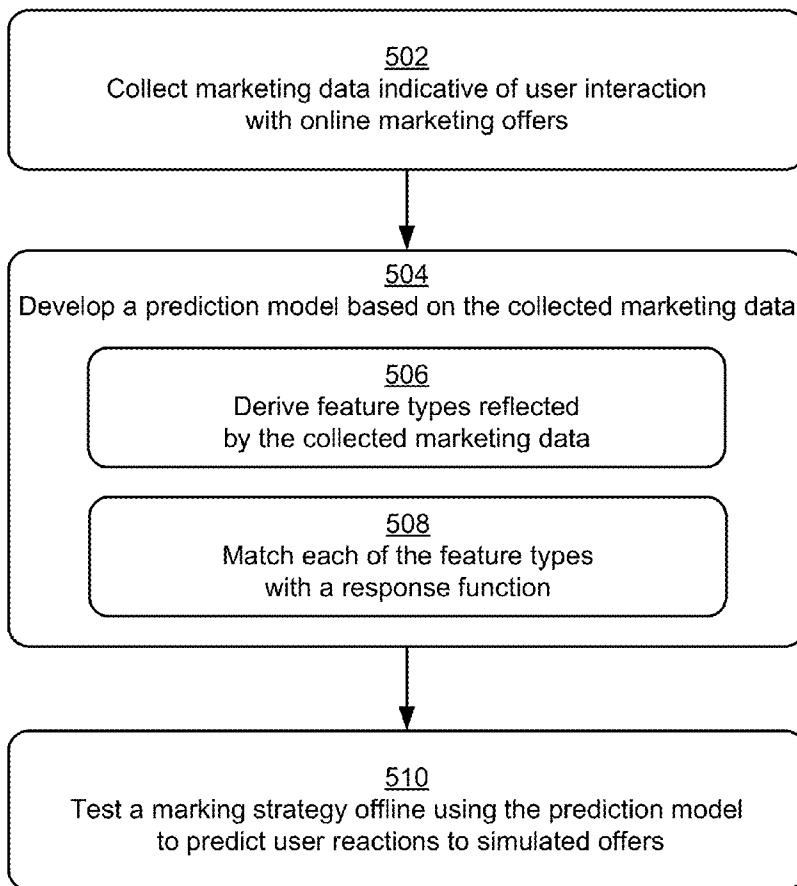 502
Collect marketing data indicative of user interaction
with online marketing offers
504
Develop a prediction model based on the collected marketing data
506
Derive feature types reflected
by the collected marketing data
508
Match each of the feature types
with a response function
510
Test a marking strategy offline using the prediction model
to predict user reactions to simulated offers